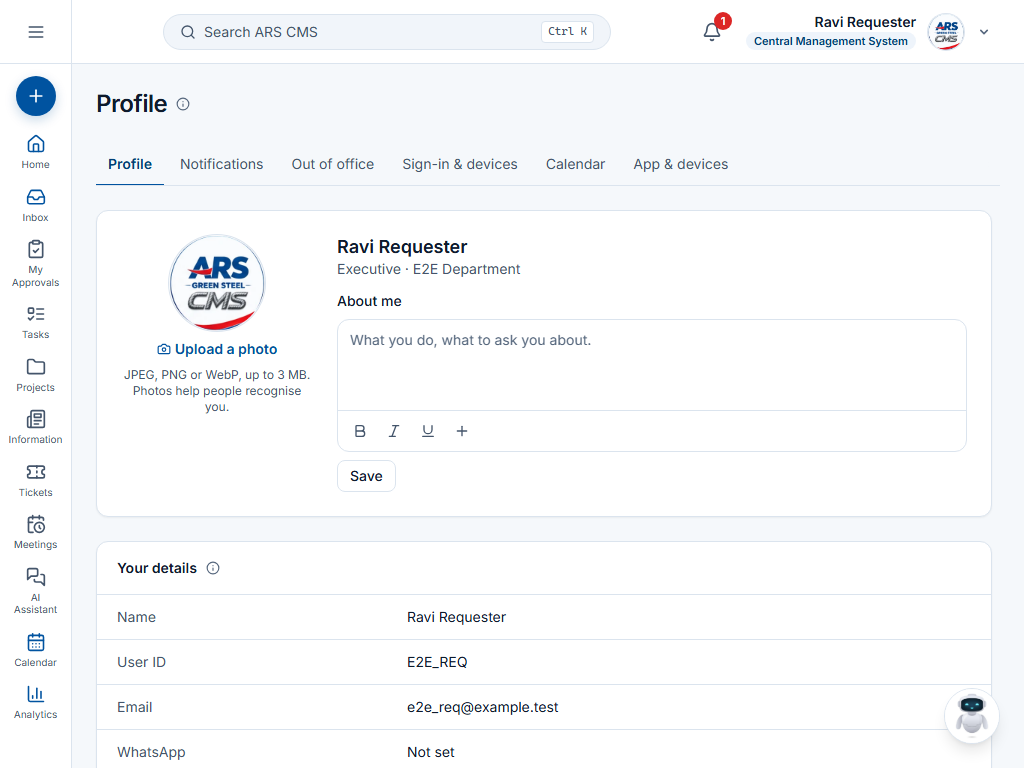 Search ARS CMS
Ctrl K
1
Ravi Requester
Central Management System
ARS
GREEN STEEL
CMS
Home
Inbox
My
Approvals
Tasks
Projects
Information
Tickets
Meetings
AI
Assistant
Calendar
Analytics
Profile
Profile
Notifications
Out of office
Sign-in & devices
Calendar
App & devices
ARS
GREEN STEEL
CMS
Upload a photo
JPEG, PNG or WebP, up to 3 MB.
Photos help people recognise
you.
Ravi Requester
Executive · E2E Department
About me
What you do, what to ask you about.
B I U +
Save
Your details
Name
Ravi Requester
User ID
E2E_REQ
Email
e2e_req@example.test
WhatsApp
Not set